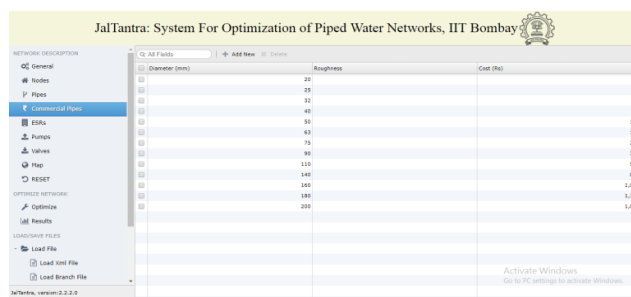 JalTantra: System For Optimization of Piped Water Networks, IIT Bombay
NETWORK DESCRIPTION
General
Nodes
Pipes
Commercial Pipes
ESRs
Pumps
Valves
Map
RESET
OPTIMIZE NETWORK
Optimize
Results
LOAD/SAVE FILES
Load File
Load Xml File
Load Branch File
JalTantra, version:2.2.2.0
All Fields Add New Delete
Diameter (mm) Roughness Cost (Rs)
20
25
32
40
50
63
75
90
110
140
160
180
200
Activate Windows
Go to PC settings to activate Windows.